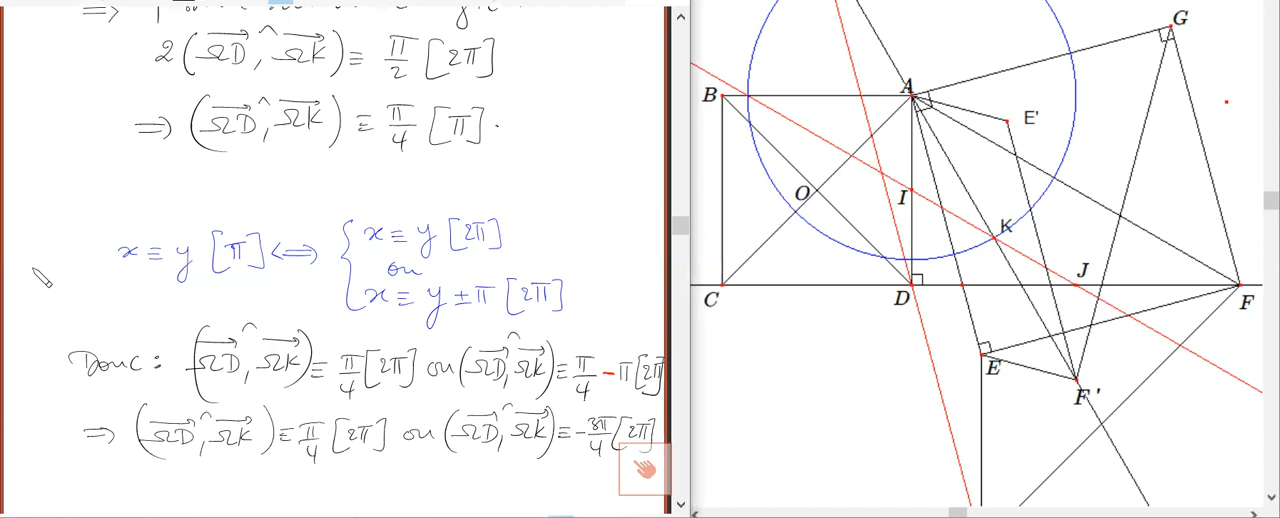 2 (ΩD⃗ ^, ΩK⃗) ≡ π/2 [2π]
⟹ (ΩD⃗ ^, ΩK⃗) ≡ π/4 [π].
x ≡ y [π] ⟺ { x ≡ y [2π]
ou
x ≡ y ± π [2π]
Donc : (ΩD⃗ ^, ΩK⃗) ≡ π/4 [2π] ou (ΩD⃗ ^, ΩK⃗) ≡ π/4 - π [2π]
⟹ (ΩD⃗ ^, ΩK⃗) ≡ π/4 [2π] ou (ΩD⃗ ^, ΩK⃗) ≡ -3π/4 [2π]
G
B
A
E'
O
I
K
J
C
D
F
E
F'